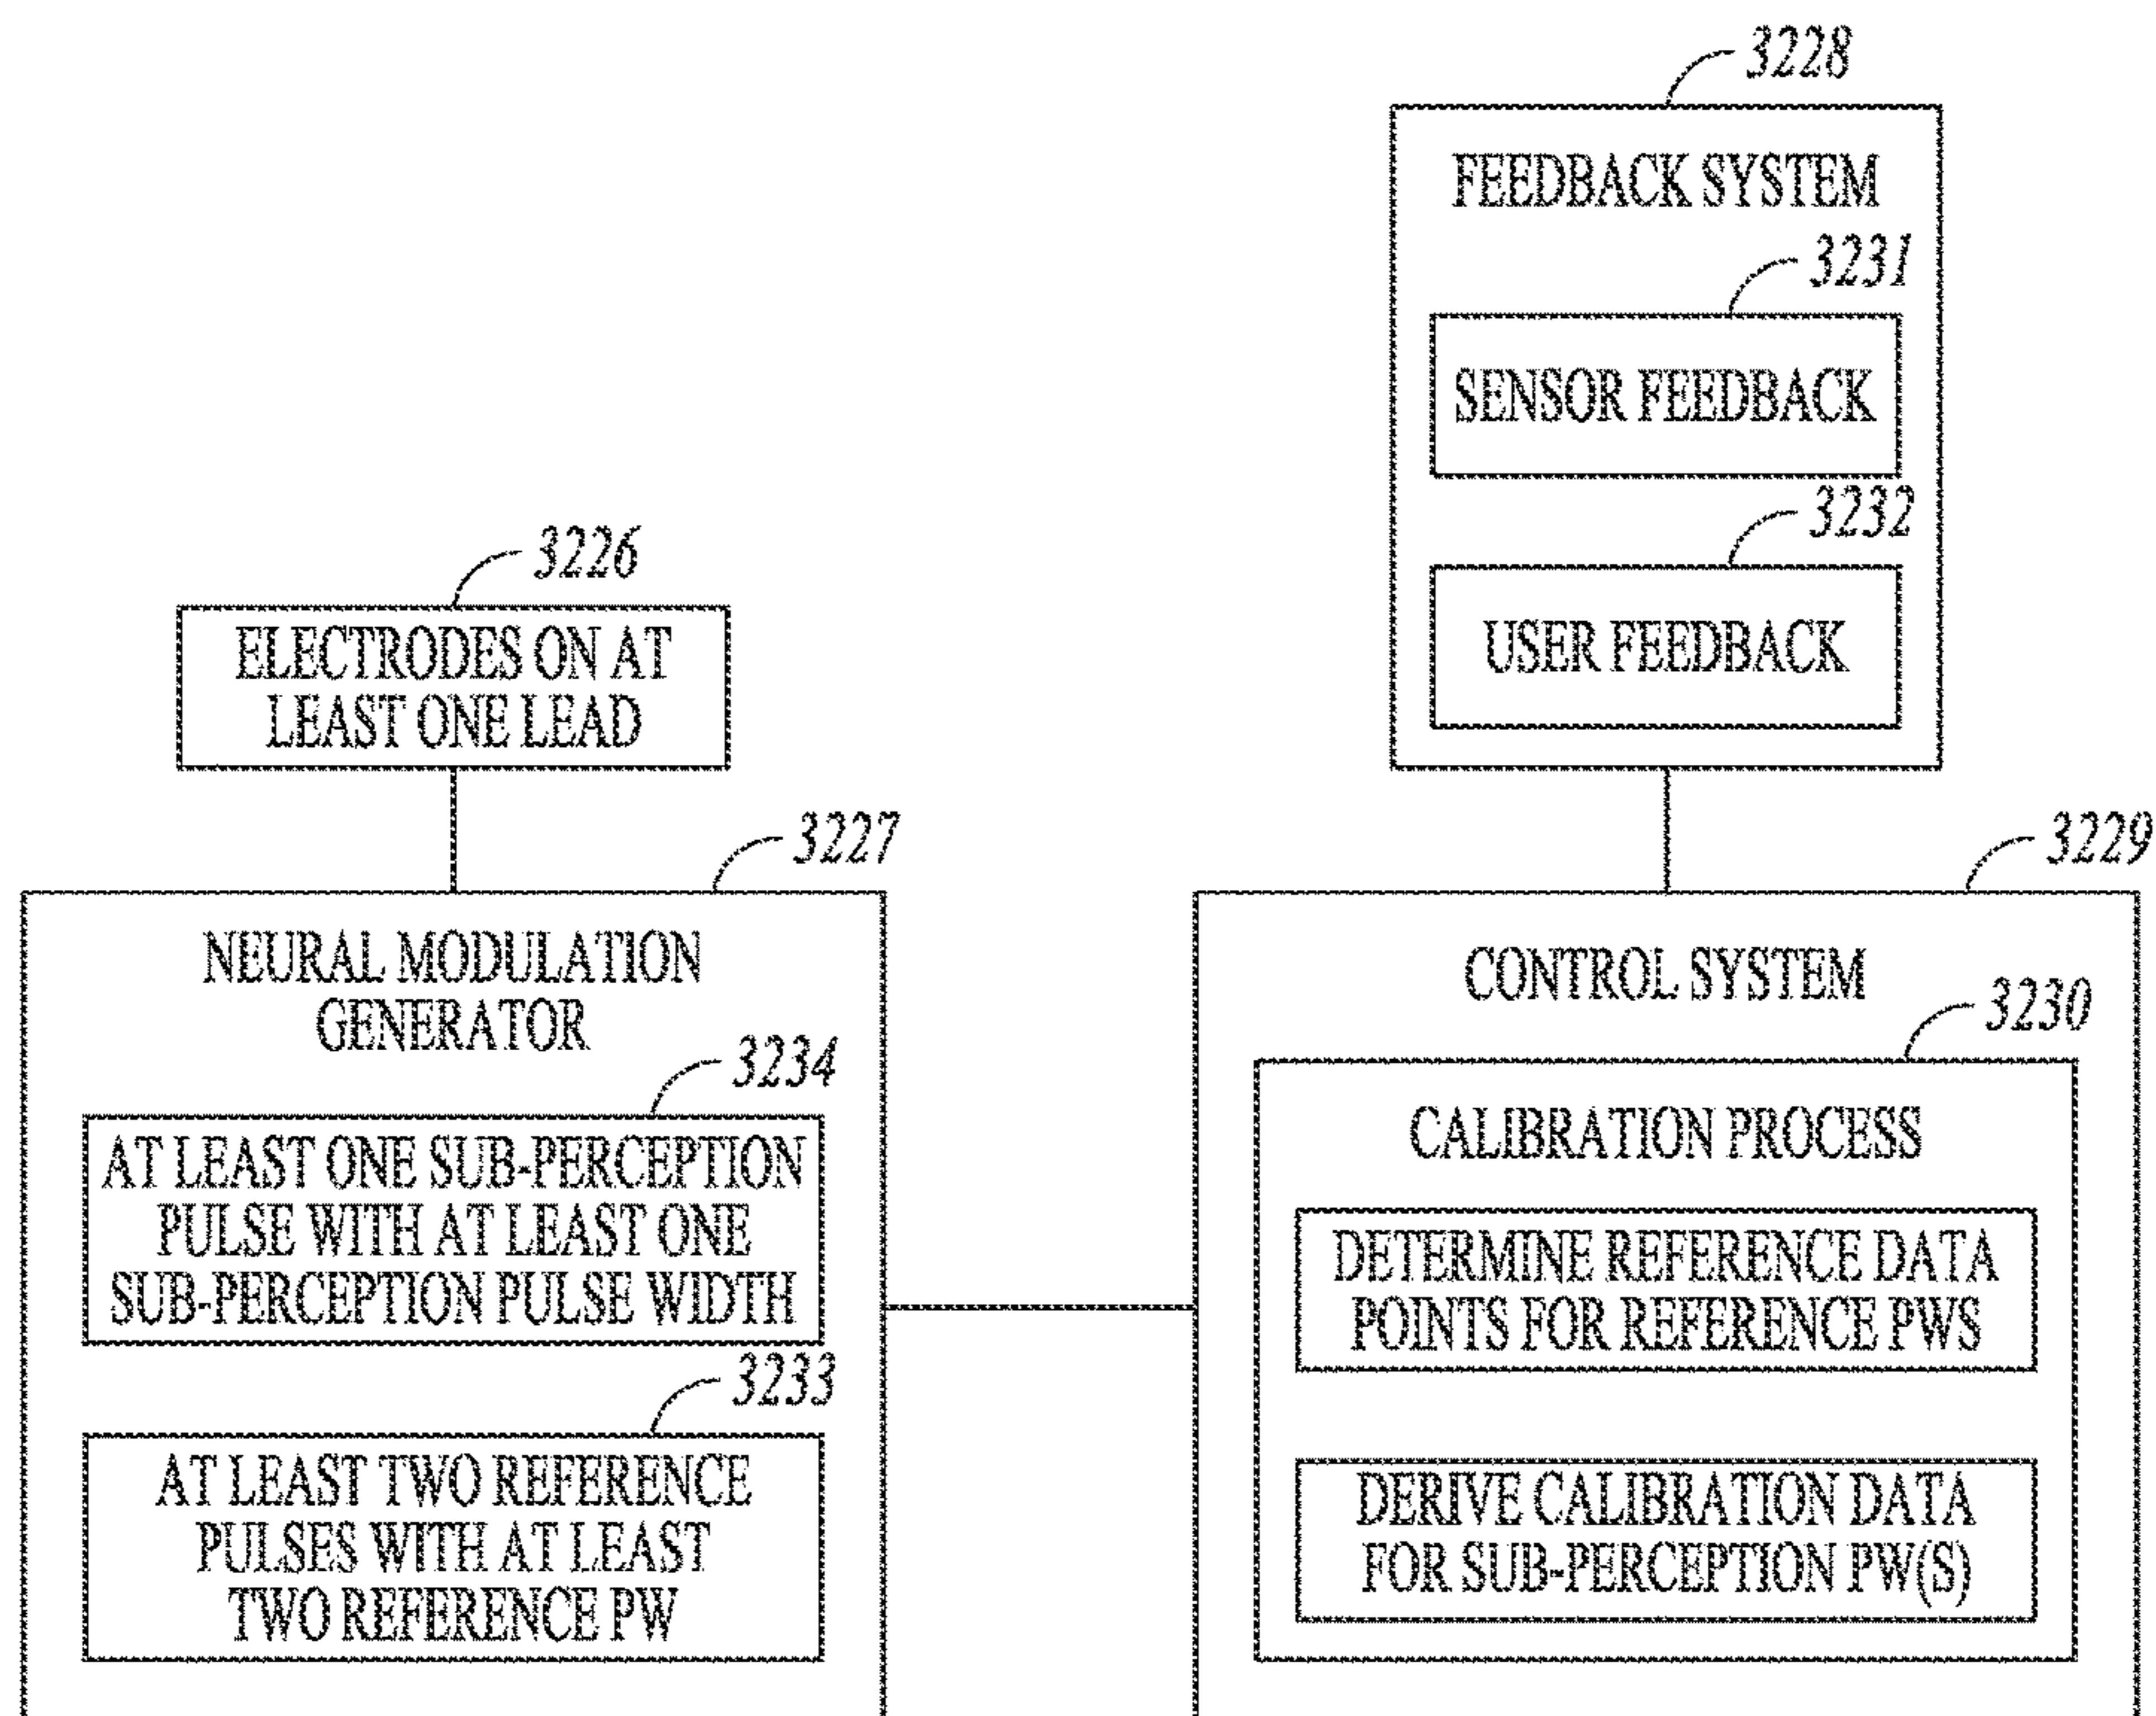 3228
FEEDBACK SYSTEM
3231
SENSOR FEEDBACK
3232
USER FEEDBACK
3226
ELECTRODES ON AT
LEAST ONE LEAD
3227
NEURAL MODULATION
GENERATOR
3234
AT LEAST ONE SUB-PERCEPTION
PULSE WITH AT LEAST ONE
SUB-PERCEPTION PULSE WIDTH
3233
AT LEAST TWO REFERENCE
PULSES WITH AT LEAST
TWO REFERENCE PW
3229
CONTROL SYSTEM
3230
CALIBRATION PROCESS
DETERMINE REFERENCE DATA
POINTS FOR REFERENCE PWS
DERIVE CALIBRATION DATA
FOR SUB-PERCEPTION PW(S)